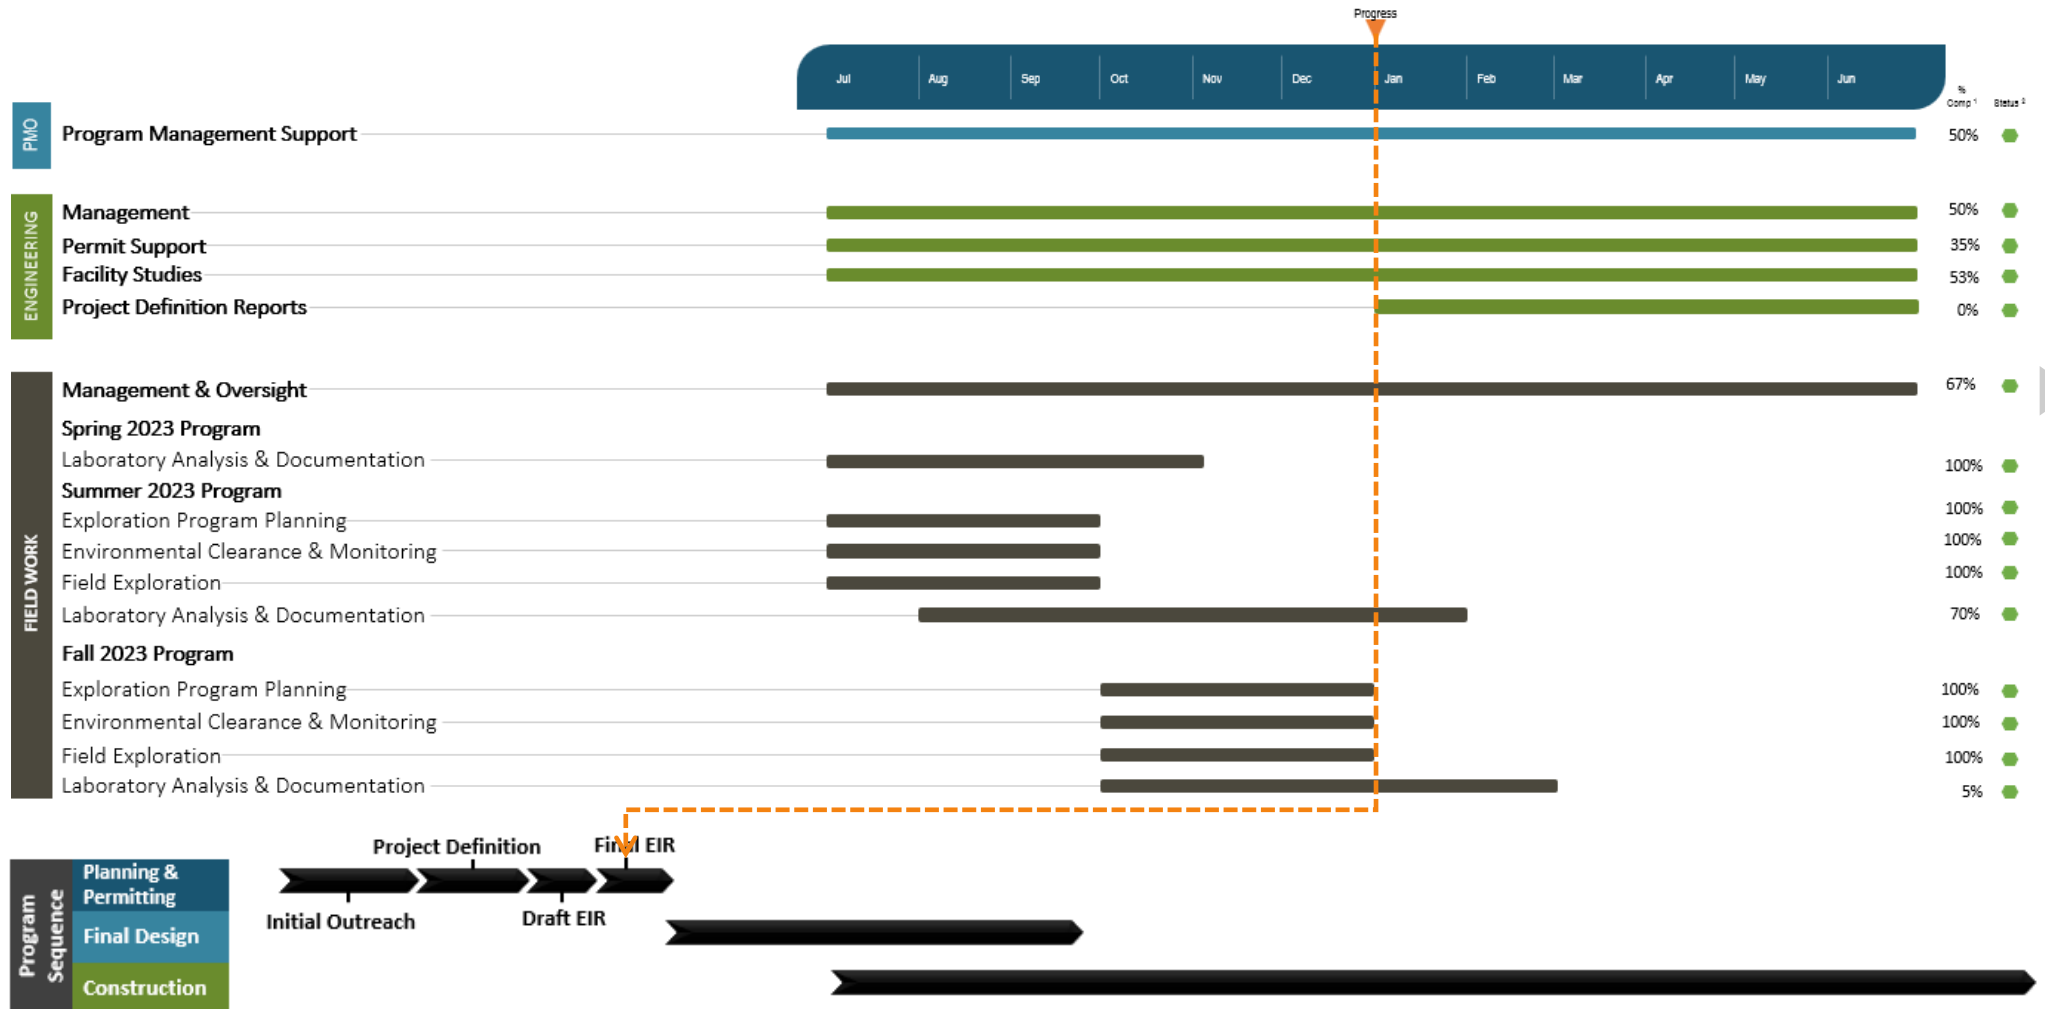 Progress
Jul Aug Sep Oct Nov Dec Jan Feb Mar Apr May Jun
%
Comp 1 Status 2
PMO
Program Management Support 50%
ENGINEERING
Management 50%
Permit Support 35%
Facility Studies 53%
Project Definition Reports 0%
FIELD WORK
Management & Oversight 67%
Spring 2023 Program
Laboratory Analysis & Documentation 100%
Summer 2023 Program
Exploration Program Planning 100%
Environmental Clearance & Monitoring 100%
Field Exploration 100%
Laboratory Analysis & Documentation 70%
Fall 2023 Program
Exploration Program Planning 100%
Environmental Clearance & Monitoring 100%
Field Exploration 100%
Laboratory Analysis & Documentation 5%
Program
Sequence
Planning &
Permitting
Project Definition Final EIR
Initial Outreach Draft EIR
Final Design
Construction